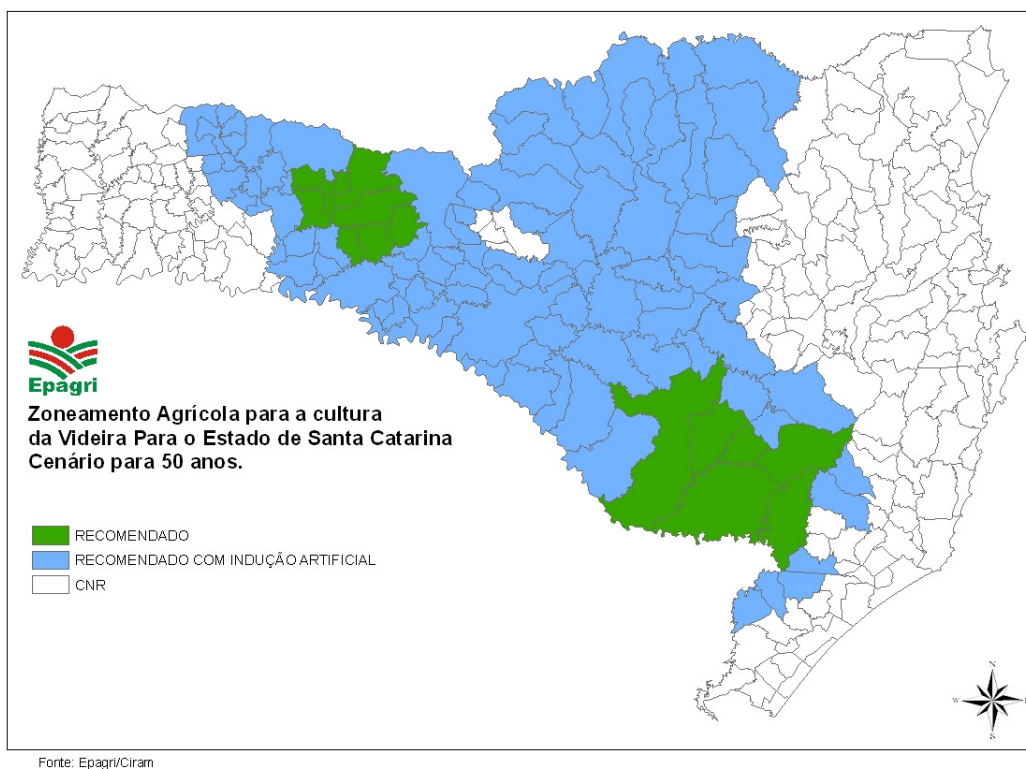 Epagri
Zoneamento Agrícola para a cultura
da Videira Para o Estado de Santa Catarina
Cenário para 50 anos.
RECOMENDADO
RECOMENDADO COM INDUÇÃO ARTIFICIAL
CNR
N
W
S
Fonte: Epagri/Ciram